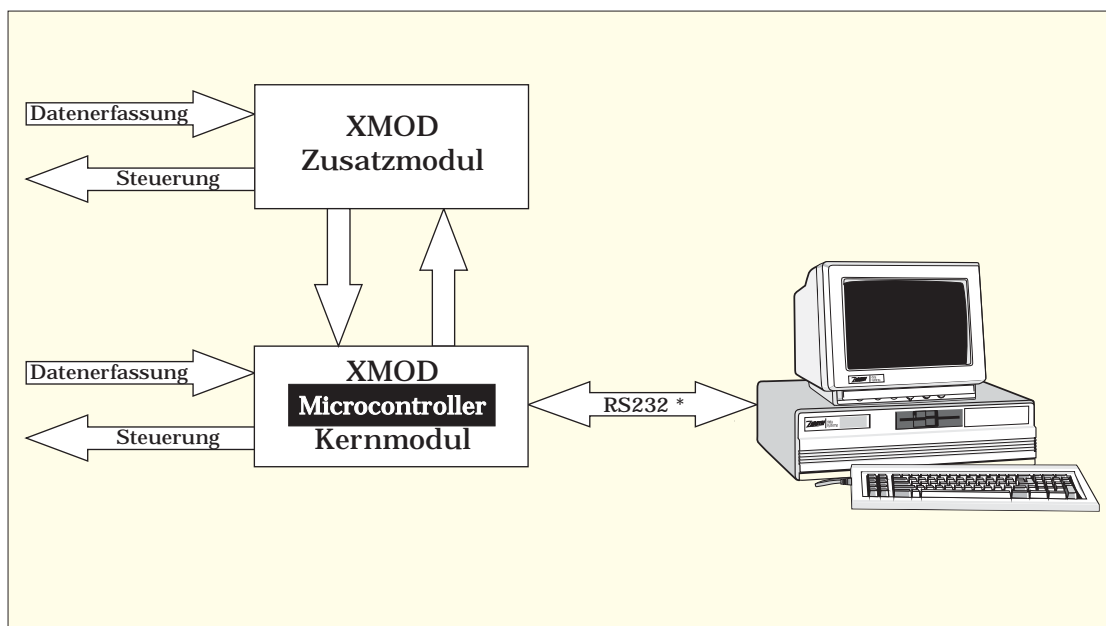 Datenerfassung
XMOD
Zusatzmodul
Steuerung
Datenerfassung
XMOD
Microcontroller
Kernmodul
RS232 *
Steuerung